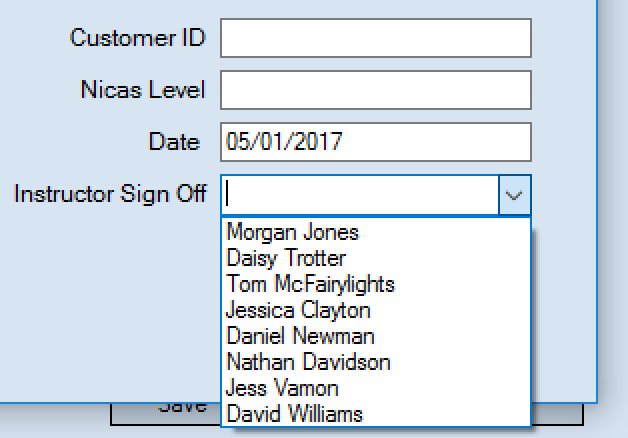 Customer ID
Nicas Level
Date 05/01/2017
Instructor Sign Off
Morgan Jones
Daisy Trotter
Tom McFairylights
Jessica Clayton
Daniel Newman
Nathan Davidson
Jess Vamon
Save
David Williams